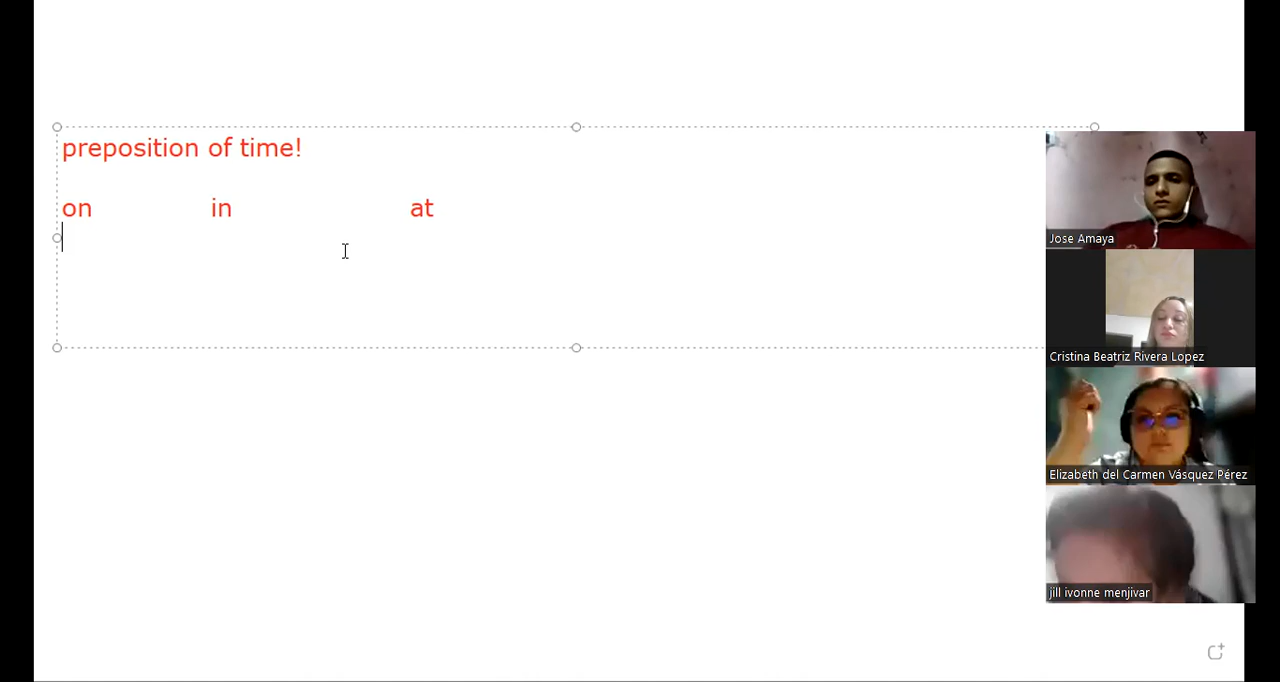 preposition of time!
on in at
Jose Amaya
Cristina Beatriz Rivera Lopez
Elizabeth del Carmen Vásquez Pérez
jill ivonne menjivar